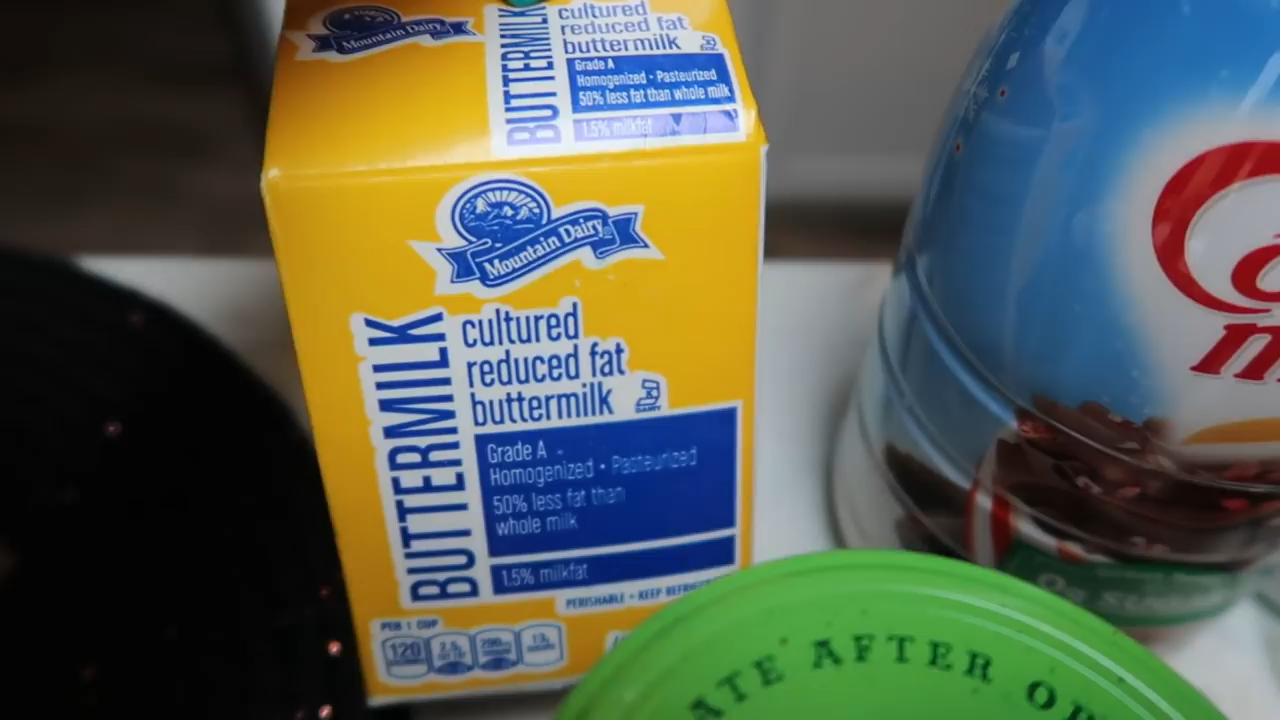 Mountain Dairy
BUTTERMILK
cultured
reduced fat
buttermilk
Grade A
Homogenized • Pasteurized
50% less fat than whole milk
1.5% milkfat
Mountain Dairy
BUTTERMILK
cultured
reduced fat
buttermilk
K
DAIRY
Grade A
Homogenized • Pasteurized
50% less fat than
whole milk
1.5% milkfat
PERISHABLE • KEEP
PER 1 CUP
120
AFTER